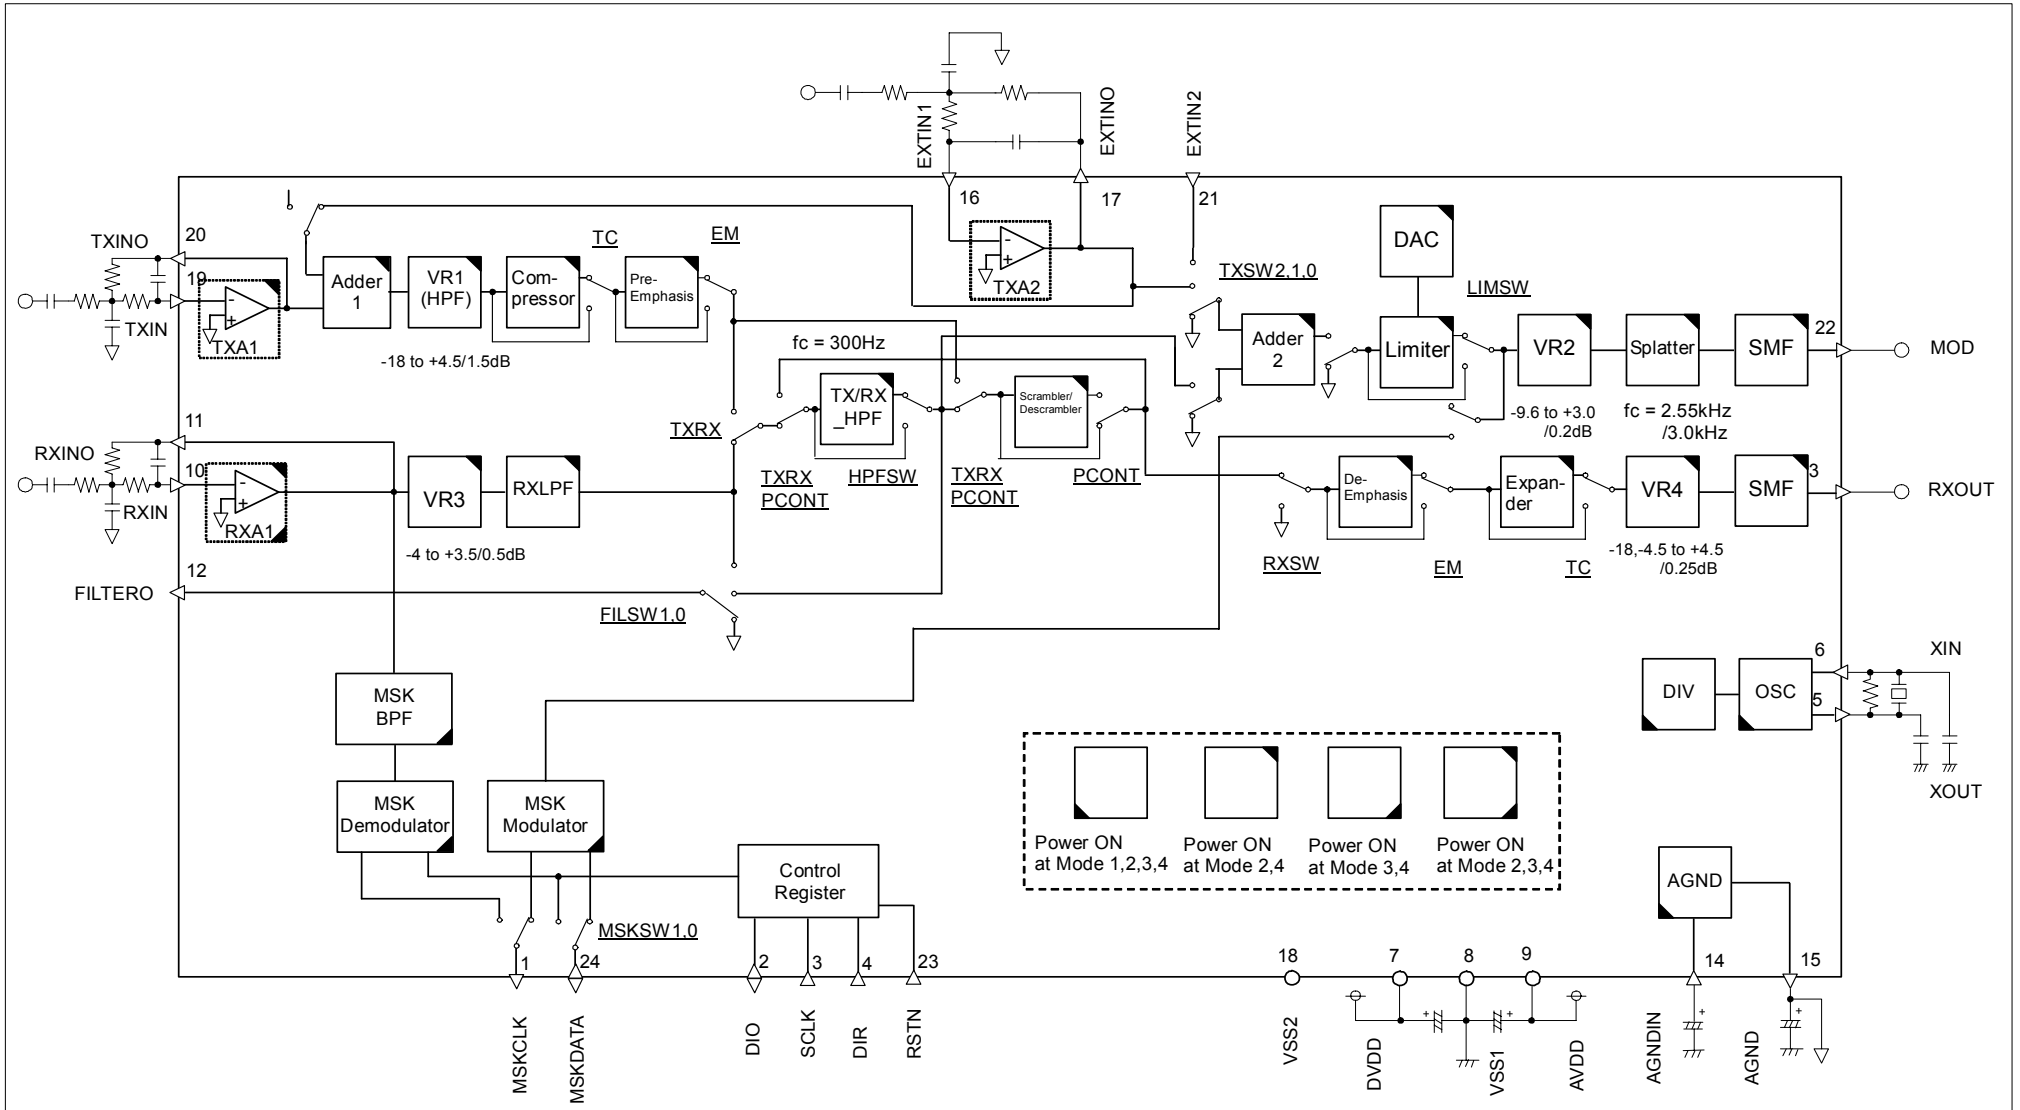 EXTIN1
EXTINO
EXTIN2
16
17
21
20
TXINO
19
TXIN
-
+
TXA1
Adder
1
VR1
(HPF)
-18 to +4.5/1.5dB
Com-
pressor
TC
Pre-
Emphasis
EM
-
+
TXA2
TXSW2,1,0
DAC
LIMSW
Adder
2
Limiter
VR2
-9.6 to +3.0
/0.2dB
Splatter
fc = 2.55kHz
/3.0kHz
SMF
22
MOD
fc = 300Hz
TX/RX
_HPF
Scrambler/
Descrambler
TXRX
TXRX
PCONT
HPFSW
TXRX
PCONT
PCONT
11
RXINO
10
RXIN
-
+
RXA1
VR3
RXLPF
-4 to +3.5/0.5dB
De-
Emphasis
Expan-
der
VR4
SMF
3
RXOUT
RXSW
EM
TC
-18,-4.5 to +4.5
/0.25dB
12
FILTERO
FILSW1,0
MSK
BPF
MSK
Demodulator
MSK
Modulator
Control
Register
MSKSW1,0
DIV
OSC
6
5
XIN
XOUT
Power ON
at Mode 1,2,3,4
Power ON
at Mode 2,4
Power ON
at Mode 3,4
Power ON
at Mode 2,3,4
AGND
1
24
2
3
4
23
18
7
8
9
14
15
MSKCLK
MSKDATA
DIO
SCLK
DIR
RSTN
VSS2
DVDD
+
VSS1
+
AVDD
AGNDIN
+
AGND
+